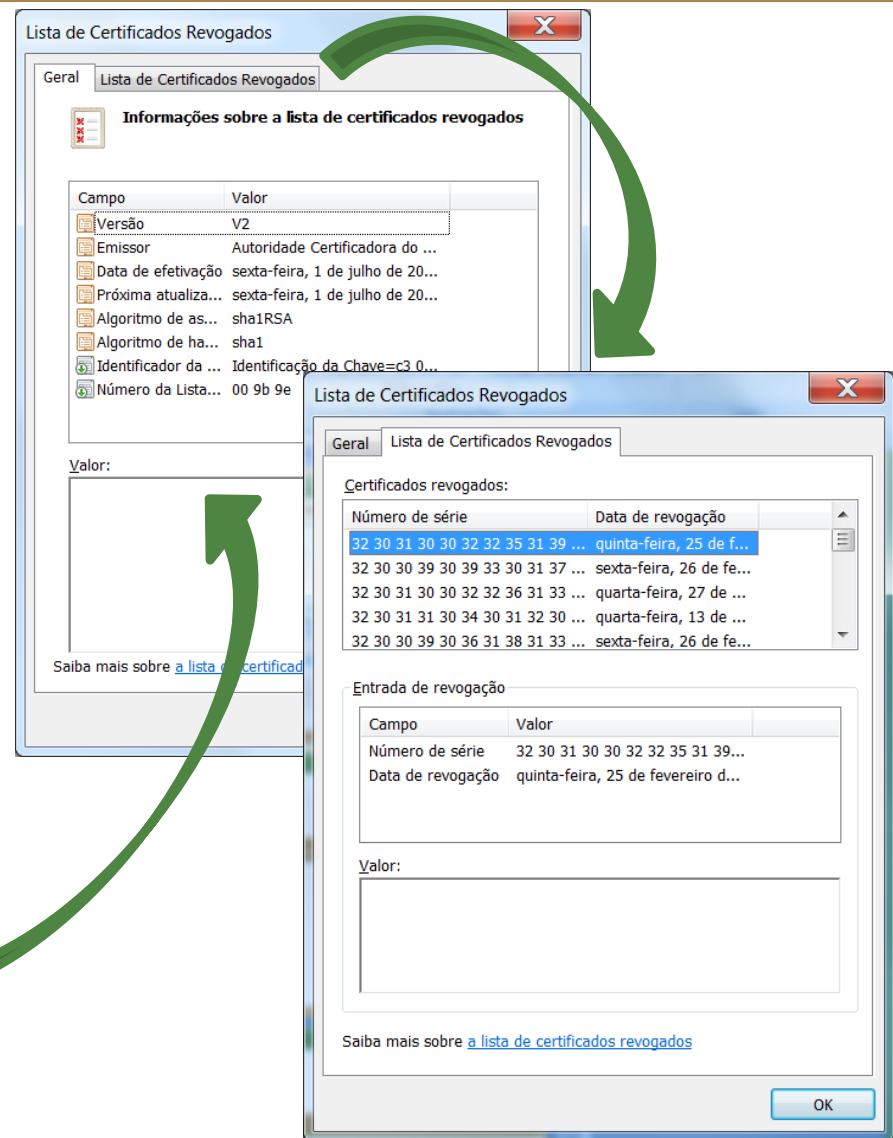 Lista de Certificados Revogados
Geral Lista de Certificados Revogados
Informações sobre a lista de certificados revogados
Campo Valor
Versão V2
Emissor Autoridade Certificadora do ...
Data de efetivação sexta-feira, 1 de julho de 20...
Próxima atualiza... sexta-feira, 1 de julho de 20...
Algoritmo de as... sha1RSA
Algoritmo de ha... sha1
Identificador da ... Identificação da Chave=c3 0...
Número da Lista... 00 9b 9e
Valor:
Saiba mais sobre a lista certificad
Lista de Certificados Revogados
Geral Lista de Certificados Revogados
Certificados revogados:
Número de série Data de revogação
32 30 31 30 30 32 32 35 31 39 ... quinta-feira, 25 de f...
32 30 30 39 30 39 33 30 31 37 ... sexta-feira, 26 de fe...
32 30 31 30 30 32 32 36 31 33 ... quarta-feira, 27 de ...
32 30 31 31 30 34 30 31 32 30 ... quarta-feira, 13 de ...
32 30 30 39 30 36 31 38 31 33 ... sexta-feira, 26 de fe...
Entrada de revogação
Campo Valor
Número de série 32 30 31 30 30 32 32 35 31 39...
Data de revogação quinta-feira, 25 de fevereiro d...
Valor:
Saiba mais sobre a lista de certificados revogados
OK